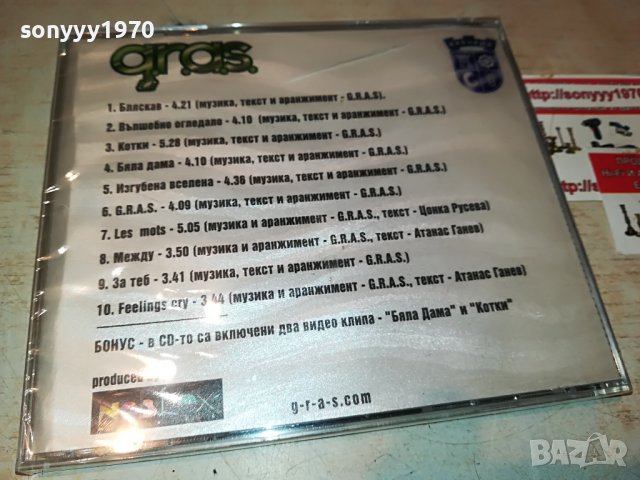 sonyyy1970
g.r.a.s.
1. Бляскав - 4.21 (музика, текст и аранжимент - G.R.A.S).
2. Вълшебно огледало - 4.10 (музика, текст и аранжимент - G.R.A.S.)
3. Котки - 5.28 (музика, текст и аранжимент - G.R.A.S.)
4. Бяла дама - 4.10 (музика, текст и аранжимент - G.R.A.S.)
5. Изгубена вселена - 4.36 (музика, текст и аранжимент - G.R.A.S.)
6. G.R.A.S. - 4.09 (музика, текст и аранжимент - G.R.A.S.)
7. Les mots - 5.05 (музика и аранжимент - G.R.A.S., текст - Цонка Русева)
8. Между - 3.50 (музика и аранжимент - G.R.A.S., текст - Атанас Ганев)
9. За теб - 3.41 (музика, текст и аранжимент - G.R.A.S.)
10. Feelings cry - 3.44 (музика и аранжимент - G.R.A.S., текст - Атанас Ганев)
БОНУС - в CD-то са включени два видео клипа - "Бяла Дама" и "Котки"
produced by
g-r-a-s.com
https://sonyyy1970
BAZAR
sonyyy1970